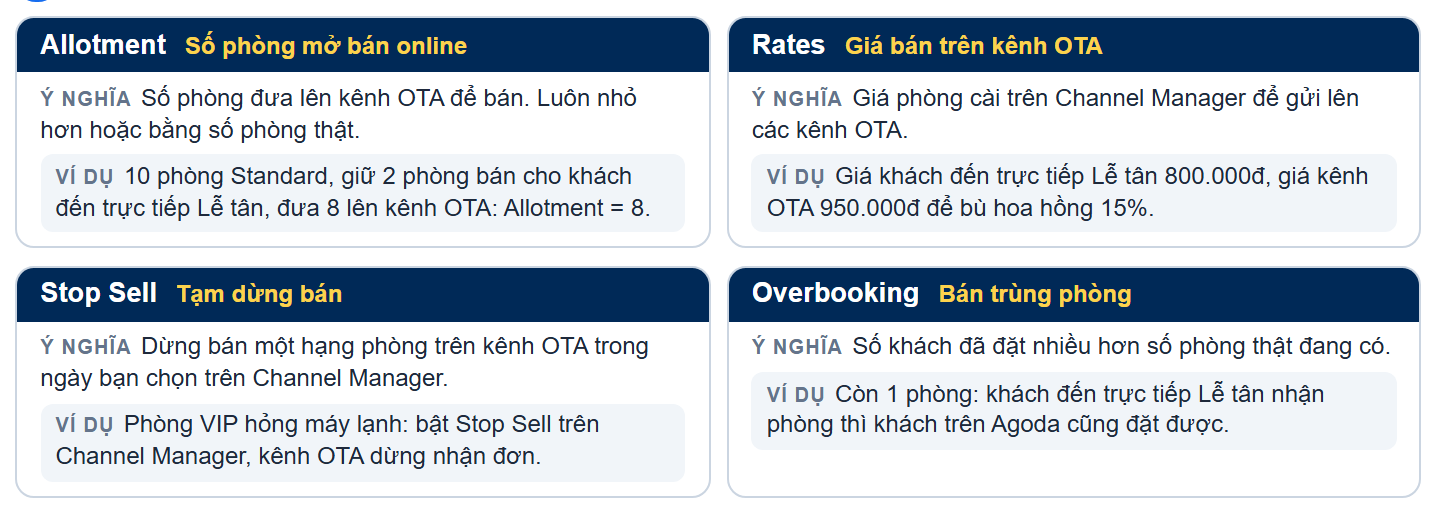 Allotment Số phòng mở bán online
Ý NGHĨA Số phòng đưa lên kênh OTA để bán. Luôn nhỏ
hơn hoặc bằng số phòng thật.
VÍ DỤ 10 phòng Standard, giữ 2 phòng bán cho khách
đến trực tiếp Lễ tân, đưa 8 lên kênh OTA: Allotment = 8.
Rates Giá bán trên kênh OTA
Ý NGHĨA Giá phòng cài trên Channel Manager để gửi lên
các kênh OTA.
VÍ DỤ Giá khách đến trực tiếp Lễ tân 800.000đ, giá kênh
OTA 950.000đ để bù hoa hồng 15%.
Stop Sell Tạm dừng bán
Ý NGHĨA Dừng bán một hạng phòng trên kênh OTA trong
ngày bạn chọn trên Channel Manager.
VÍ DỤ Phòng VIP hỏng máy lạnh: bật Stop Sell trên
Channel Manager, kênh OTA dừng nhận đơn.
Overbooking Bán trùng phòng
Ý NGHĨA Số khách đã đặt nhiều hơn số phòng thật đang có.
VÍ DỤ Còn 1 phòng: khách đến trực tiếp Lễ tân nhận
phòng thì khách trên Agoda cũng đặt được.